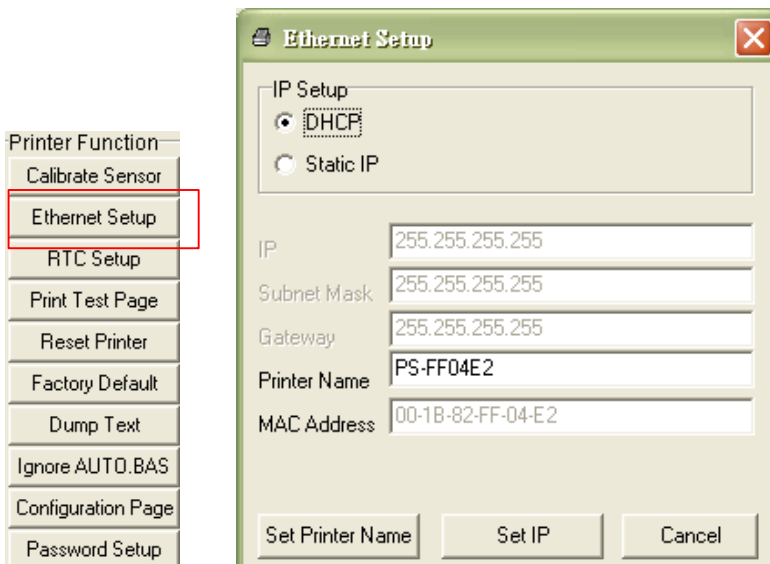 Printer Function
Calibrate Sensor
Ethernet Setup
RTC Setup
Print Test Page
Reset Printer
Factory Default
Dump Text
Ignore AUTO.BAS
Configuration Page
Password Setup
Ethernet Setup
IP Setup
DHCP
Static IP
IP 255.255.255.255
Subnet Mask 255.255.255.255
Gateway 255.255.255.255
Printer Name PS-FF04E2
MAC Address 00-1B-82-FF-04-E2
Set Printer Name Set IP Cancel